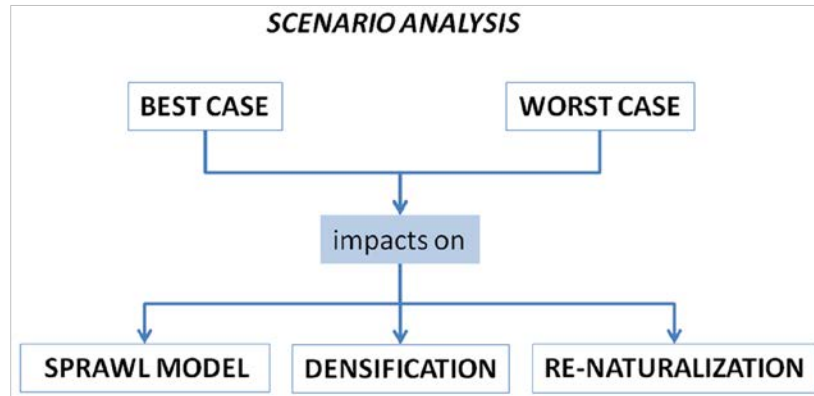 SCENARIO ANALYSIS
BEST CASE
WORST CASE
impacts on
SPRAWL MODEL
DENSIFICATION
RE-NATURALIZATION